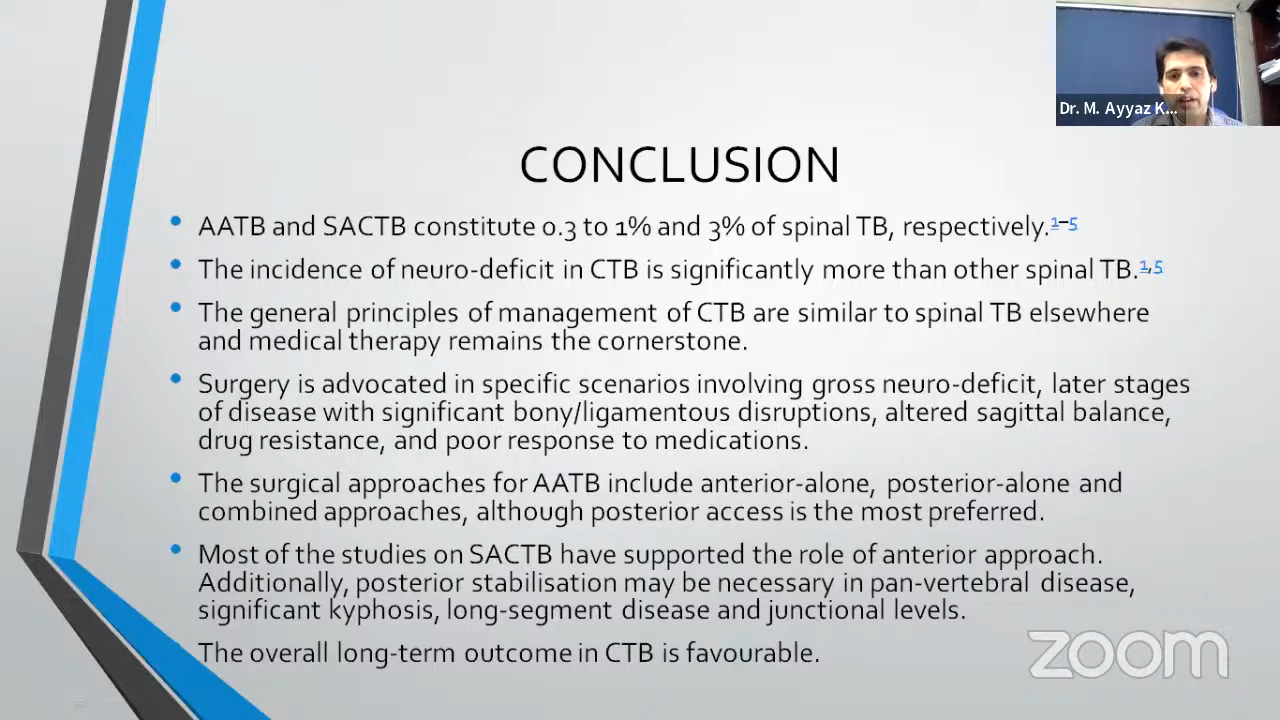 Dr. M. Ayyaz K...
CONCLUSION
• AATB and SACTB constitute 0.3 to 1% and 3% of spinal TB, respectively.1–5
• The incidence of neuro-deficit in CTB is significantly more than other spinal TB.1,5
• The general principles of management of CTB are similar to spinal TB elsewhere
and medical therapy remains the cornerstone.
• Surgery is advocated in specific scenarios involving gross neuro-deficit, later stages
of disease with significant bony/ligamentous disruptions, altered sagittal balance,
drug resistance, and poor response to medications.
• The surgical approaches for AATB include anterior-alone, posterior-alone and
combined approaches, although posterior access is the most preferred.
• Most of the studies on SACTB have supported the role of anterior approach.
Additionally, posterior stabilisation may be necessary in pan-vertebral disease,
significant kyphosis, long-segment disease and junctional levels.
The overall long-term outcome in CTB is favourable.
zoom